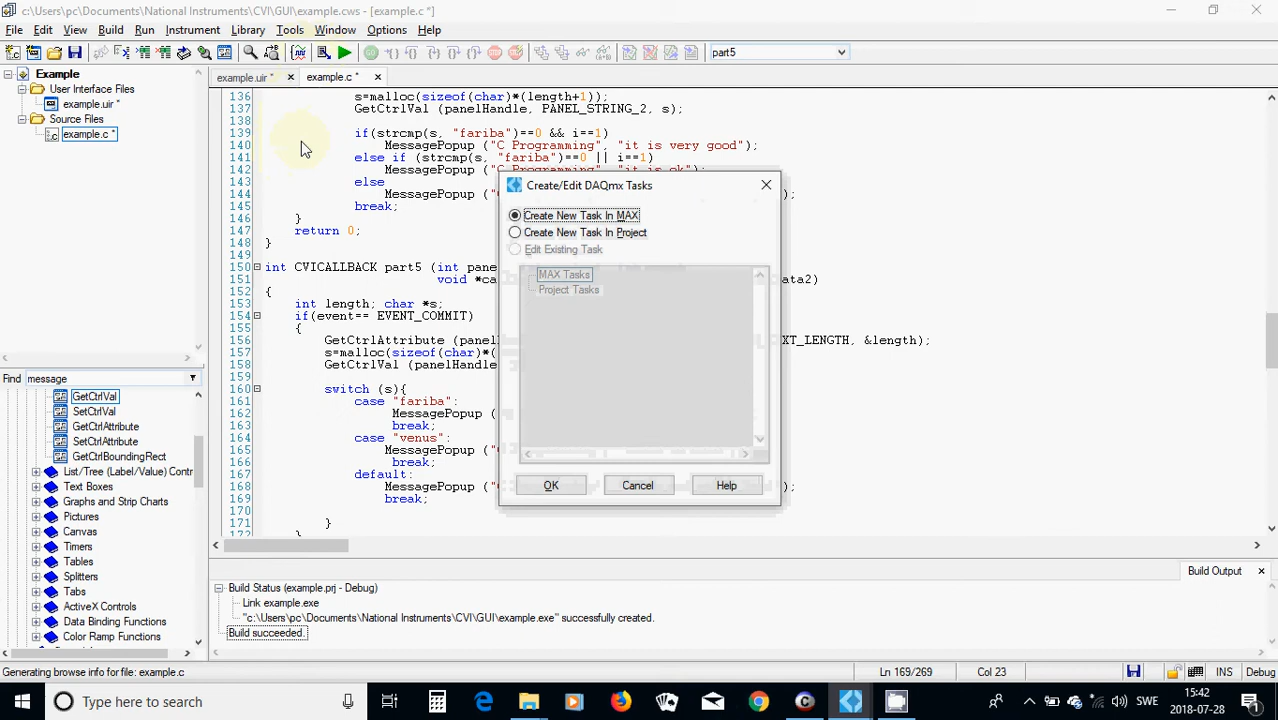 c:\Users\pc\Documents\National Instruments\CVI\GUI\example.cws - [example.c *]
File Edit View Build Run Instrument Library Tools Window Options Help
part5
Example
User Interface Files
example.uir *
Source Files
example.c *
example.uir *
example.c *
136 s=malloc(sizeof(char)*(length+1));
137 GetCtrlVal (panelHandle, PANEL_STRING_2, s);
138
139 if(strcmp(s, "fariba")==0 && i==1)
140 MessagePopup ("C Programming", "it is very good");
141 else if (strcmp(s, "fariba")==0 || i==1)
142 MessagePopup ("C Programming", "it is ok");
143 else
144 MessagePopup (" ");
145 break;
146 }
147 return 0;
148 }
149
150 int CVICALLBACK part5 (int pane
151 void *ca data2)
152 {
153 int length; char *s;
154 if(event== EVENT_COMMIT)
155 {
156 GetCtrlAttribute (panel XT_LENGTH, &length);
157 s=malloc(sizeof(char)*(
158 GetCtrlVal (panelHandle
159
160 switch (s){
161 case "fariba":
162 MessagePopup (
163 break;
164 case "venus":
165 MessagePopup ("
166 break;
167 default:
168 MessagePopup (" ");
169 break;
170
171 }
172 }
Create/Edit DAQmx Tasks
Create New Task In MAX
Create New Task In Project
Edit Existing Task
MAX Tasks
Project Tasks
OK Cancel Help
Find message
GetCtrlVal
SetCtrlVal
GetCtrlAttribute
SetCtrlAttribute
GetCtrlBoundingRect
List/Tree (Label/Value) Contr
Text Boxes
Graphs and Strip Charts
Pictures
Canvas
Timers
Tables
Splitters
Tabs
ActiveX Controls
Data Binding Functions
Color Ramp Functions
Build Output
Build Status (example.prj - Debug)
Link example.exe
"c:\Users\pc\Documents\National Instruments\CVI\GUI\example.exe" successfully created.
Build succeeded.
Generating browse info for file: example.c
Ln 169/269 Col 23 INS Debug
Type here to search
SWE
15:42
2018-07-28